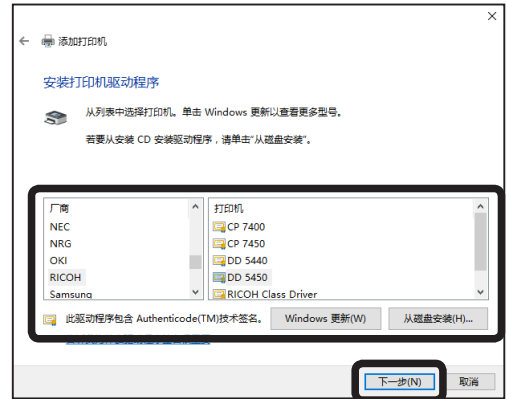 添加打印机
安装打印机驱动程序
从列表中选择打印机。单击 Windows 更新以查看更多型号。
若要从安装 CD 安装驱动程序，请单击“从磁盘安装”。
厂商
NEC
NRG
OKI
RICOH
Samsung
打印机
CP 7400
CP 7450
DD 5440
DD 5450
RICOH Class Driver
此驱动程序包含 Authenticode(TM)技术签名。
Windows 更新(W)
从磁盘安装(H)...
下一步(N)
取消